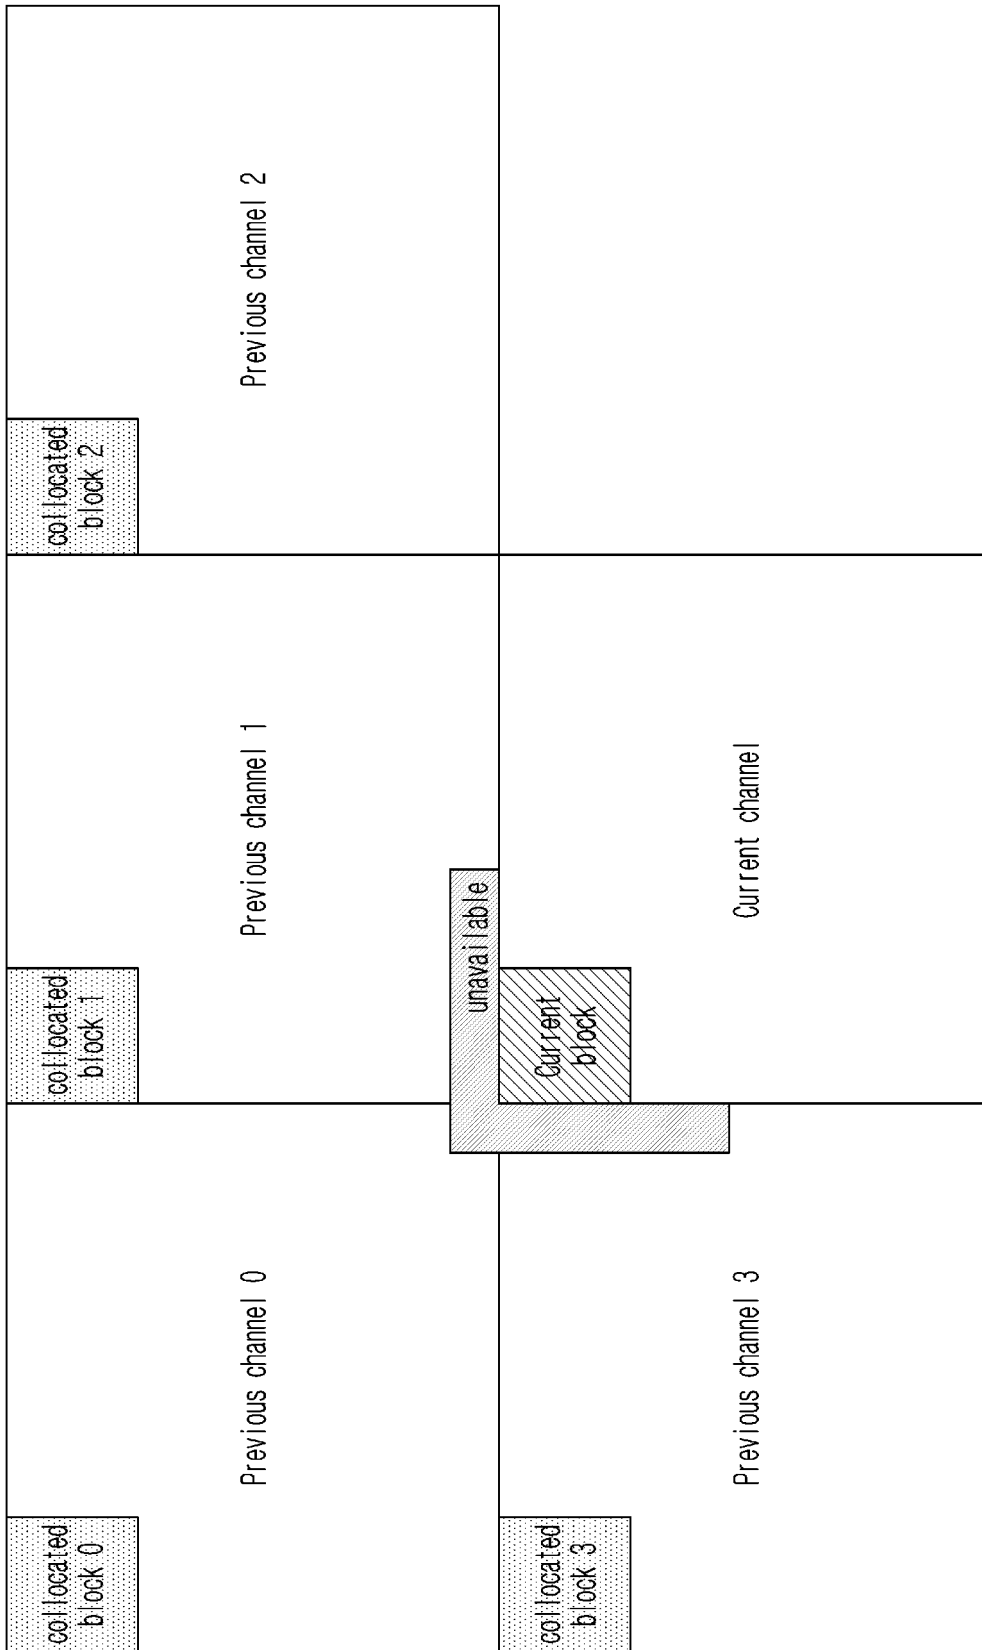 collocated
block 0
Previous channel 0
collocated
block 1
Previous channel 1
collocated
block 2
Previous channel 2
unavailable
collocated
block 3
Previous channel 3
Current
block
Current channel